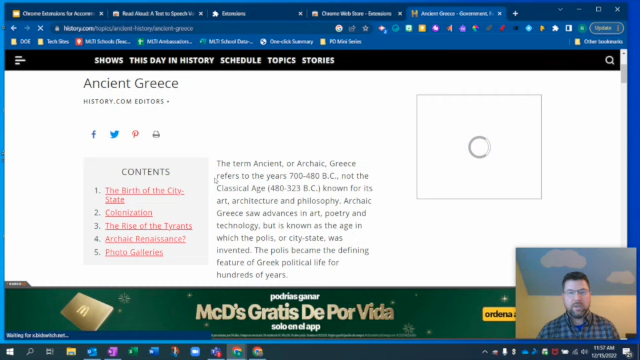 Chrome Extensions for Accommo
Read Aloud: A Text to Speech Vo
Extensions
Chrome Web Store - Extensions
Ancient Greece - Government, F
history.com/topics/ancient-history/ancient-greece
Update
DOE
Tech Sites
MLTI Schools
MLTI Ambassadors...
MLTI School Data-...
One-click Summary
PD Mini Series
Other bookmarks
SHOWS THIS DAY IN HISTORY SCHEDULE TOPICS STORIES
Ancient Greece
HISTORY.COM EDITORS
CONTENTS
1. The Birth of the City-
State
2. Colonization
3. The Rise of the Tyrants
4. Archaic Renaissance?
5. Photo Galleries
The term Ancient, or Archaic, Greece
refers to the years 700-480 B.C., not the
Classical Age (480-323 B.C.) known for its
art, architecture and philosophy. Archaic
Greece saw advances in art, poetry and
technology, but is known as the age in
which the polis, or city-state, was
invented. The polis became the defining
feature of Greek political life for
hundreds of years.
podrías ganar
McD's Gratis De Por Vida
solo en el app
ordena a
Waiting for x.bidswitch.net...
11:57 AM
12/15/2022